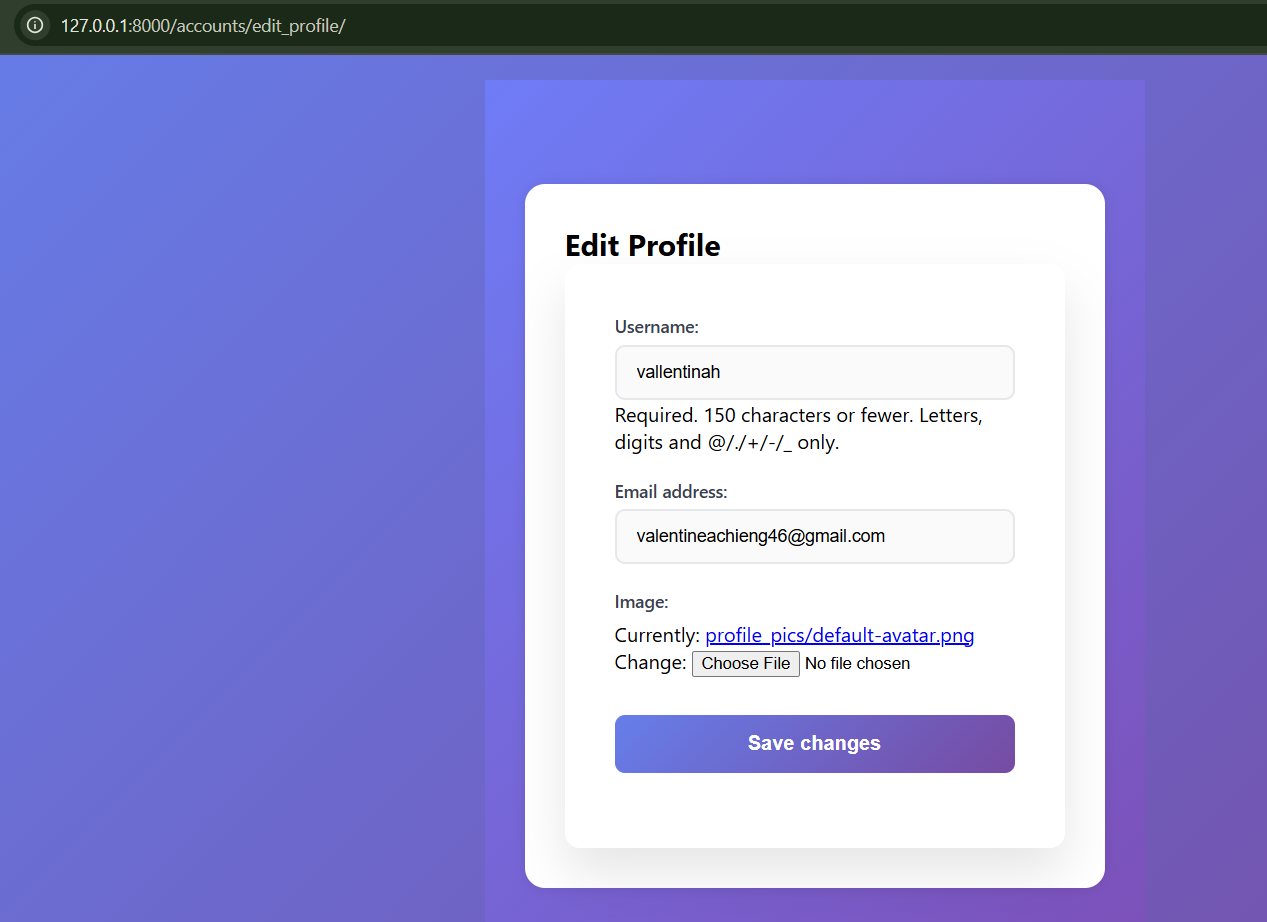 127.0.0.1:8000/accounts/edit_profile/
Edit Profile
Username:
vallentinah
Required. 150 characters or fewer. Letters,
digits and @/./+/-/_ only.
Email address:
valentineachieng46@gmail.com
Image:
Currently: profile_pics/default-avatar.png
Change: Choose File No file chosen
Save changes